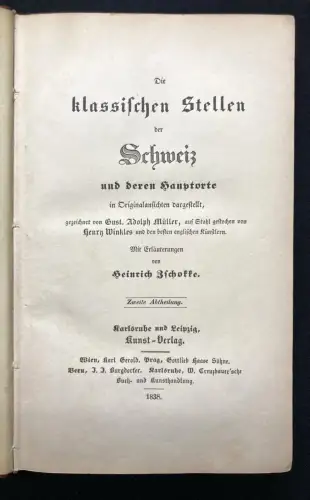 Die
klassischen Stellen
der
Schweiz
und deren Hauptorte
in Originalansichten dargestellt,
gezeichnet von Gust. Adolph Müller, auf Stahl gestochen von
Henry Winkles und den besten englischen Künstlern.
Mit Erläuterungen
von
Heinrich Zschokke.
Zweite Abtheilung.
Karlsruhe und Leipzig,
Kunst-Verlag.
Wien, Karl Gerold. Prag, Gottlieb Haase Söhne.
Bern, J. J. Burgdorfer. Karlsruhe, W. Creuzbauer'sche
Buch- und Kunsthandlung.
1838.